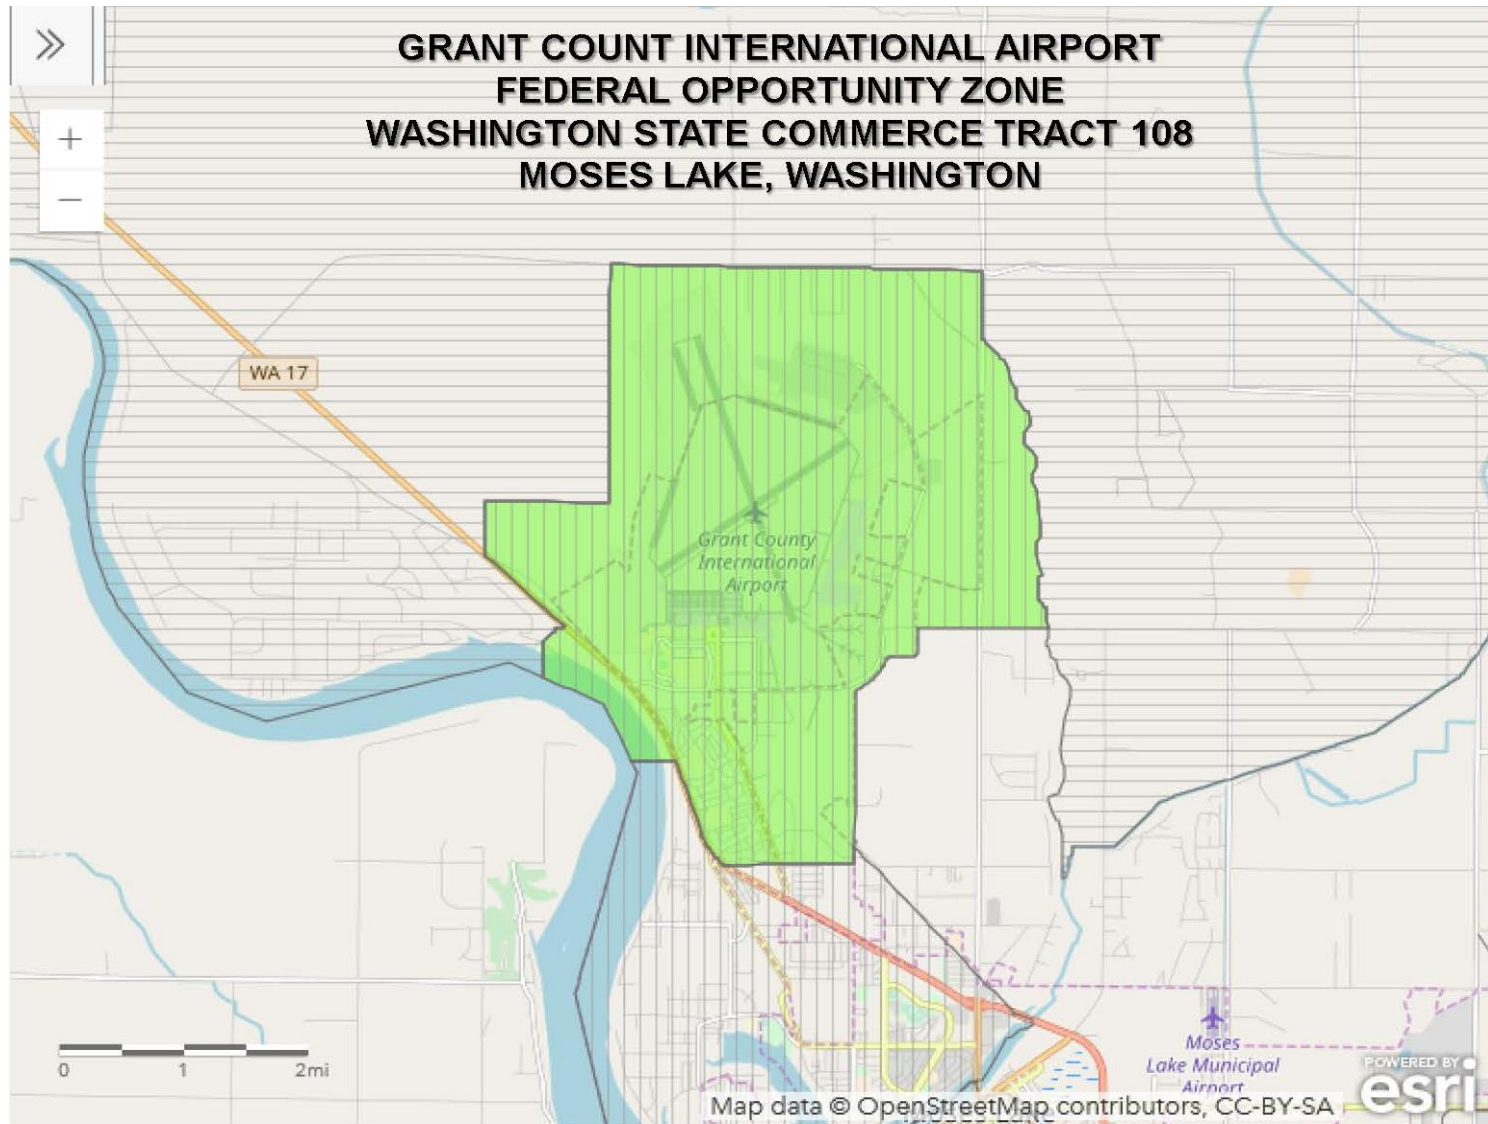 GRANT COUNT INTERNATIONAL AIRPORT
FEDERAL OPPORTUNITY ZONE
WASHINGTON STATE COMMERCE TRACT 108
MOSES LAKE, WASHINGTON
+
−
WA 17
Grant County
International
Airport
Moses
Lake Municipal
Airport
0 1 2mi
POWERED BY
esri
Map data © OpenStreetMap contributors, CC-BY-SA
Moses Lake